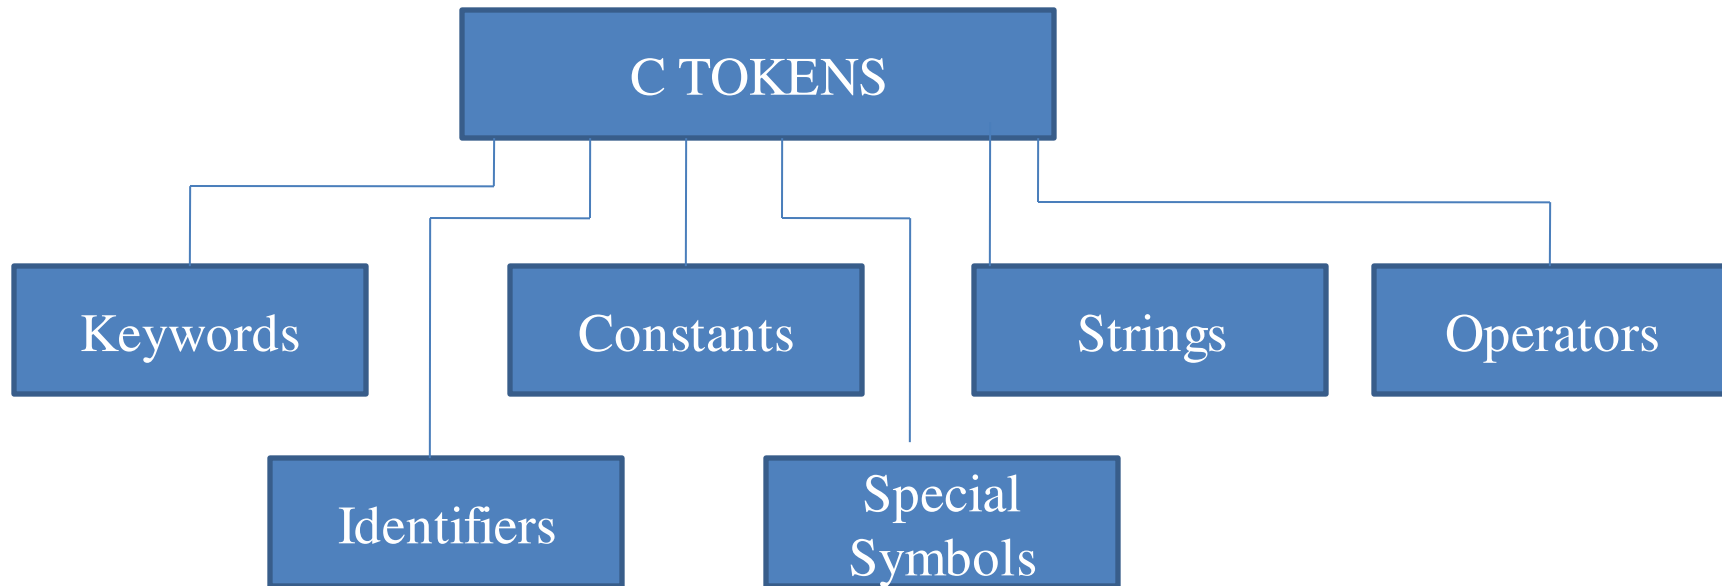 C TOKENS
Keywords
Constants
Strings
Operators
Identifiers
Special
Symbols